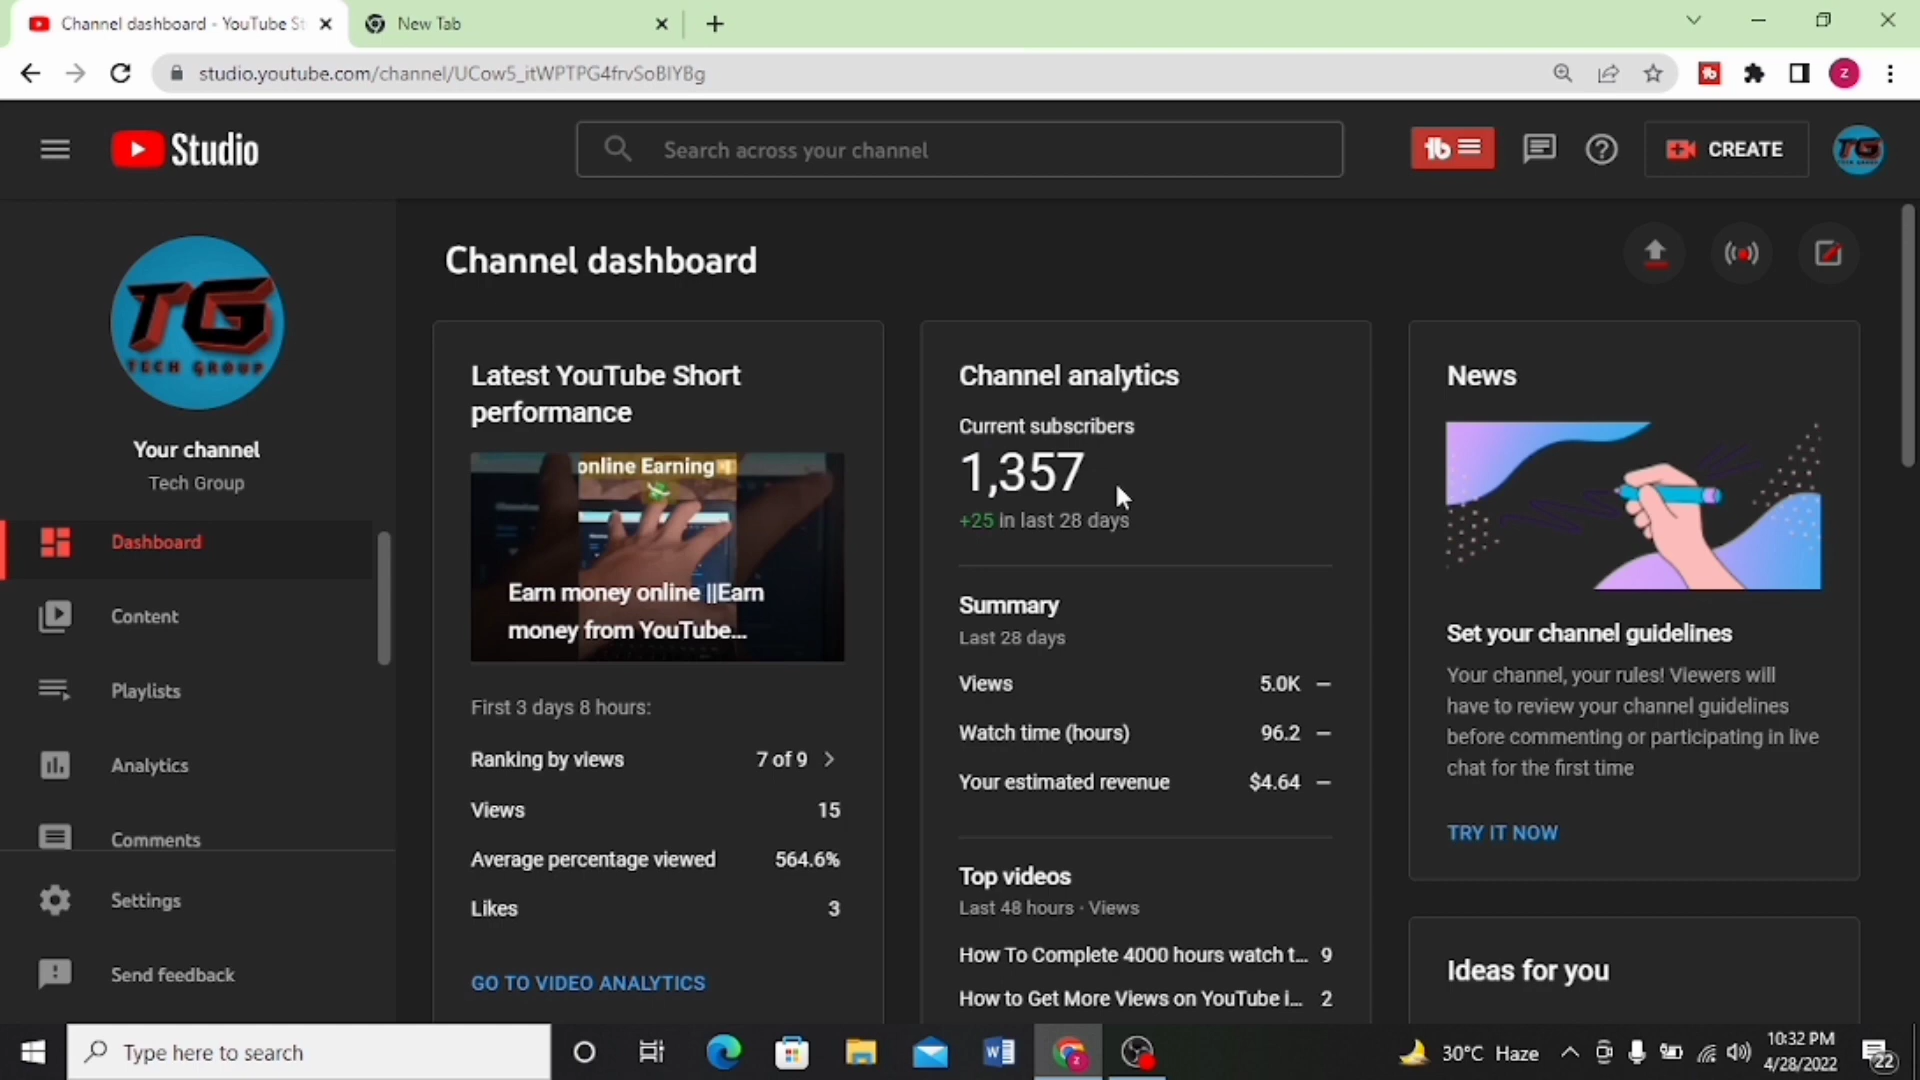 Channel dashboard - YouTube St
New Tab
studio.youtube.com/channel/UCow5_itWPTPG4frvSoBIYBg
Z
Studio
Search across your channel
CREATE
TG
TG
TECH GROUP
Your channel
Tech Group
Dashboard
Content
Playlists
Analytics
Comments
Settings
Send feedback
Channel dashboard
Latest YouTube Short
performance
online Earning
Earn money online ||Earn
money from YouTube...
First 3 days 8 hours:
Ranking by views 7 of 9
Views 15
Average percentage viewed 564.6%
Likes 3
GO TO VIDEO ANALYTICS
Channel analytics
Current subscribers
1,357
+25 in last 28 days
Summary
Last 28 days
Views 5.0K —
Watch time (hours) 96.2 —
Your estimated revenue $4.64 —
Top videos
Last 48 hours · Views
How To Complete 4000 hours watch t... 9
How to Get More Views on YouTube i... 2
News
Set your channel guidelines
Your channel, your rules! Viewers will
have to review your channel guidelines
before commenting or participating in live
chat for the first time
TRY IT NOW
Ideas for you
Type here to search
30°C Haze
10:32 PM
4/28/2022
22